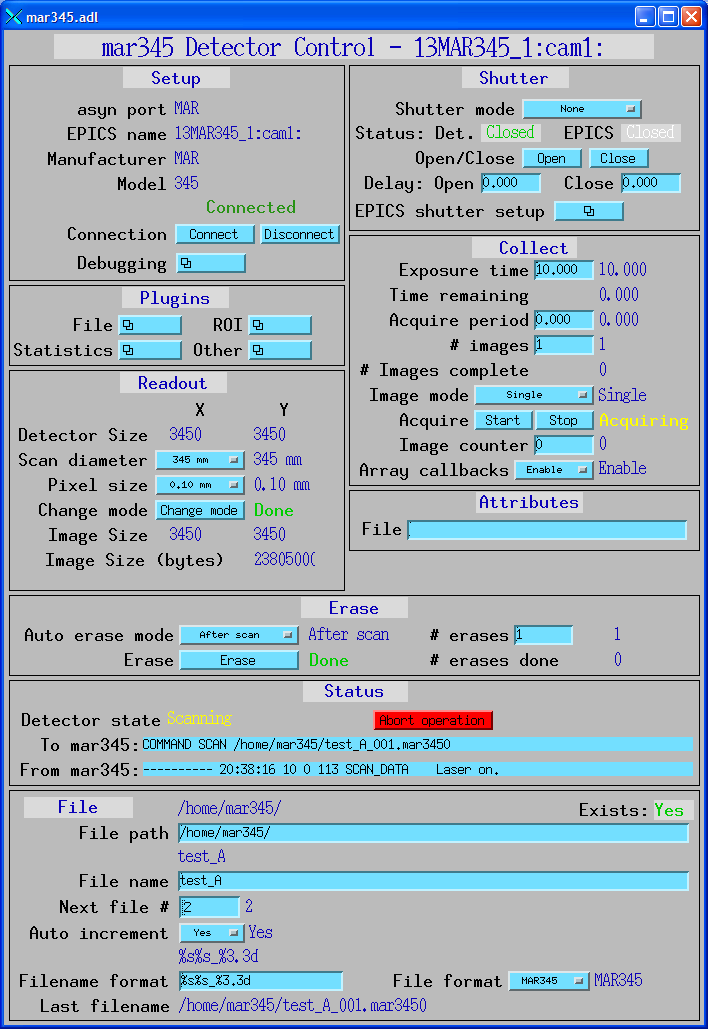 mar345.adl
mar345 Detector Control - 13MAR345_1:cam1:
Setup
asyn port MAR
EPICS name 13MAR345_1:cam1:
Manufacturer MAR
Model 345
Connected
Connection Connect Disconnect
Debugging
Plugins
File ROI
Statistics Other
Readout
X Y
Detector Size 3450 3450
Scan diameter 345 mm 345 mm
Pixel size 0.10 mm 0.10 mm
Change mode Change mode Done
Image Size 3450 3450
Image Size (bytes) 2380500(
Shutter
Shutter mode None
Status: Det. Closed EPICS Closed
Open/Close Open Close
Delay: Open 0.000 Close 0.000
EPICS shutter setup
Collect
Exposure time 10.000 10.000
Time remaining 0.000
Acquire period 0.000 0.000
# images 1 1
# Images complete 0
Image mode Single Single
Acquire Start Stop Acquiring
Image counter 0 0
Array callbacks Enable Enable
Attributes
File
Erase
Auto erase mode After scan After scan # erases 1 1
Erase Erase Done # erases done 0
Status
Detector state Scanning Abort operation
To mar345: COMMAND SCAN /home/mar345/test_A_001.mar3450
From mar345: ---------- 20:38:16 10 0 113 SCAN_DATA Laser on.
File /home/mar345/ Exists: Yes
File path /home/mar345/
test_A
File name test_A
Next file # 2 2
Auto increment Yes Yes
%s%s_%3.3d
Filename format %s%s_%3.3d File format MAR345 MAR345
Last filename /home/mar345/test_A_001.mar3450